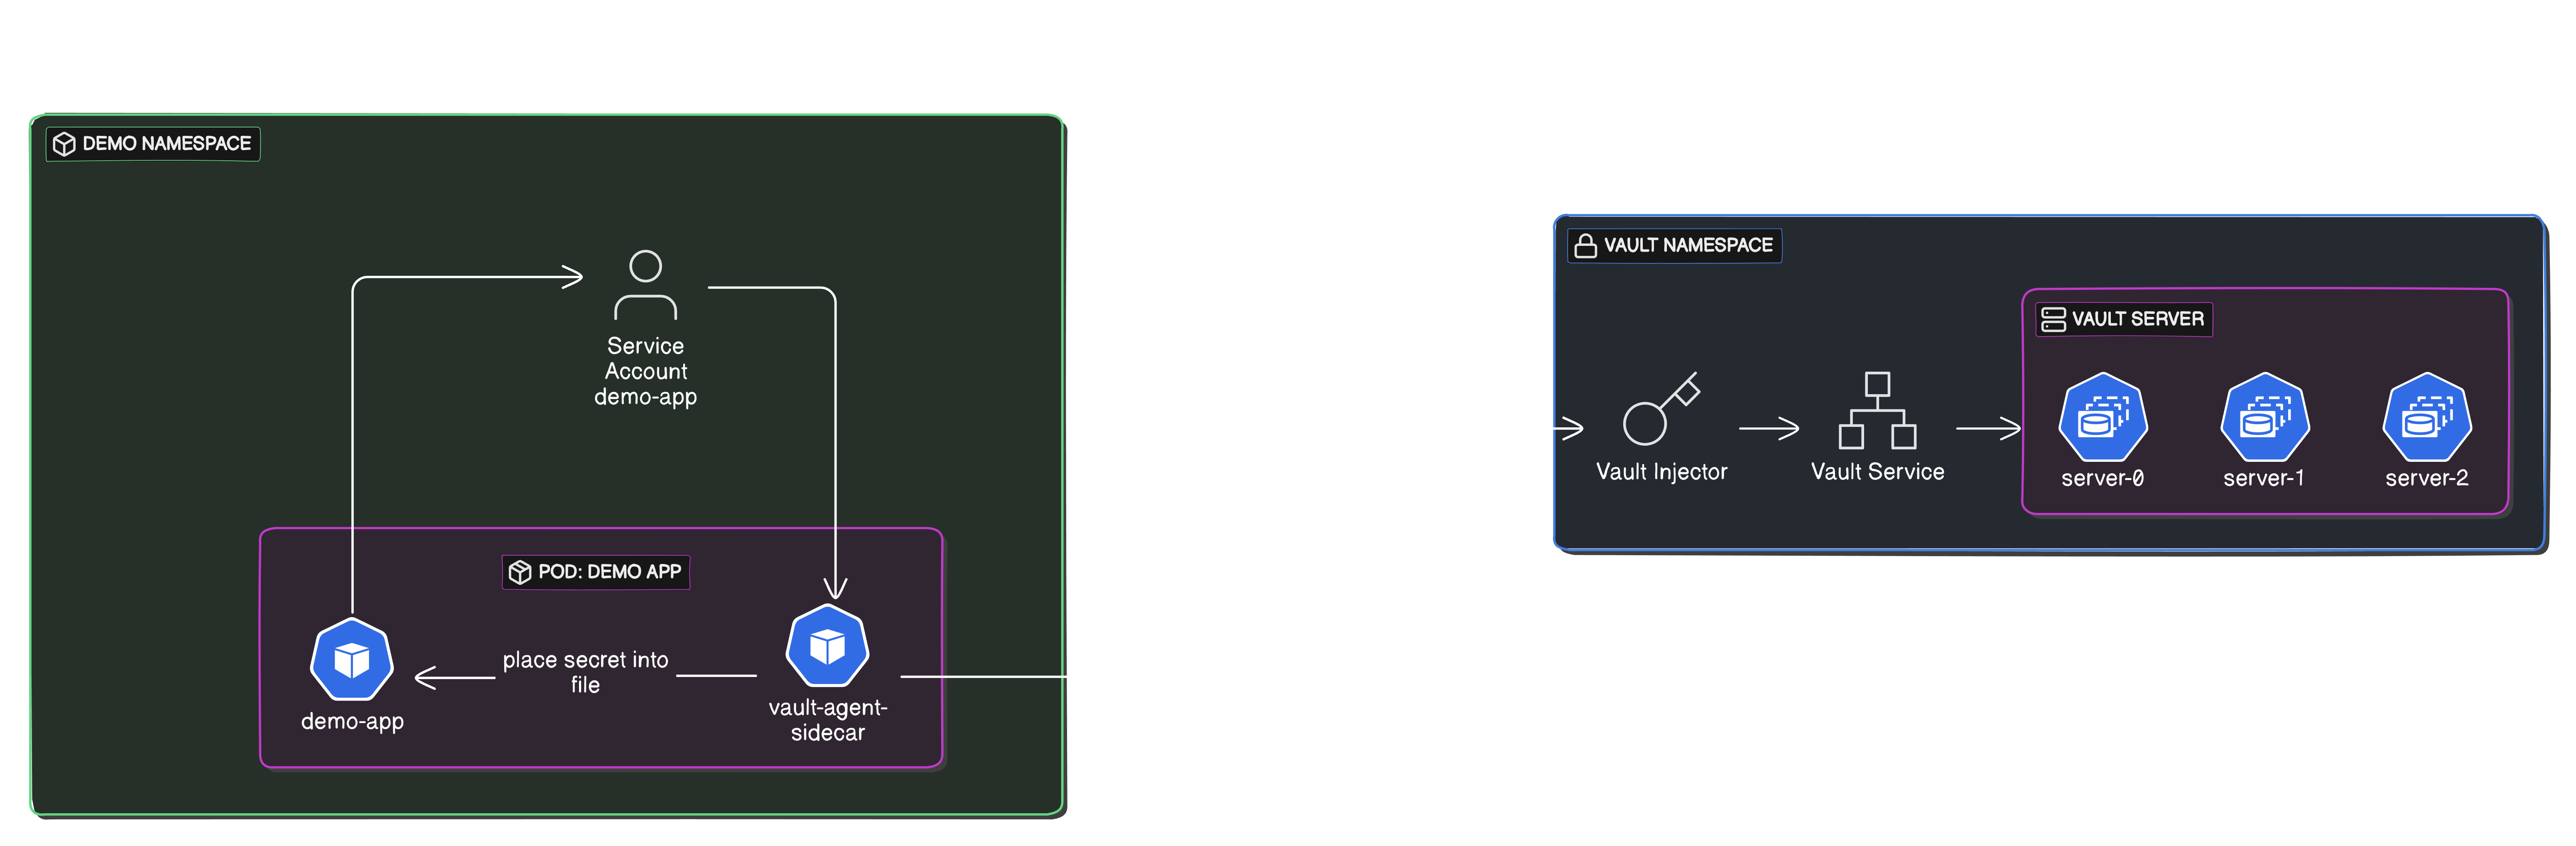 DEMO NAMESPACE
Service
Account
demo-app
POD: DEMO APP
demo-app
place secret into
file
vault-agent-
sidecar
VAULT NAMESPACE
Vault Injector
Vault Service
VAULT SERVER
server-0
server-1
server-2